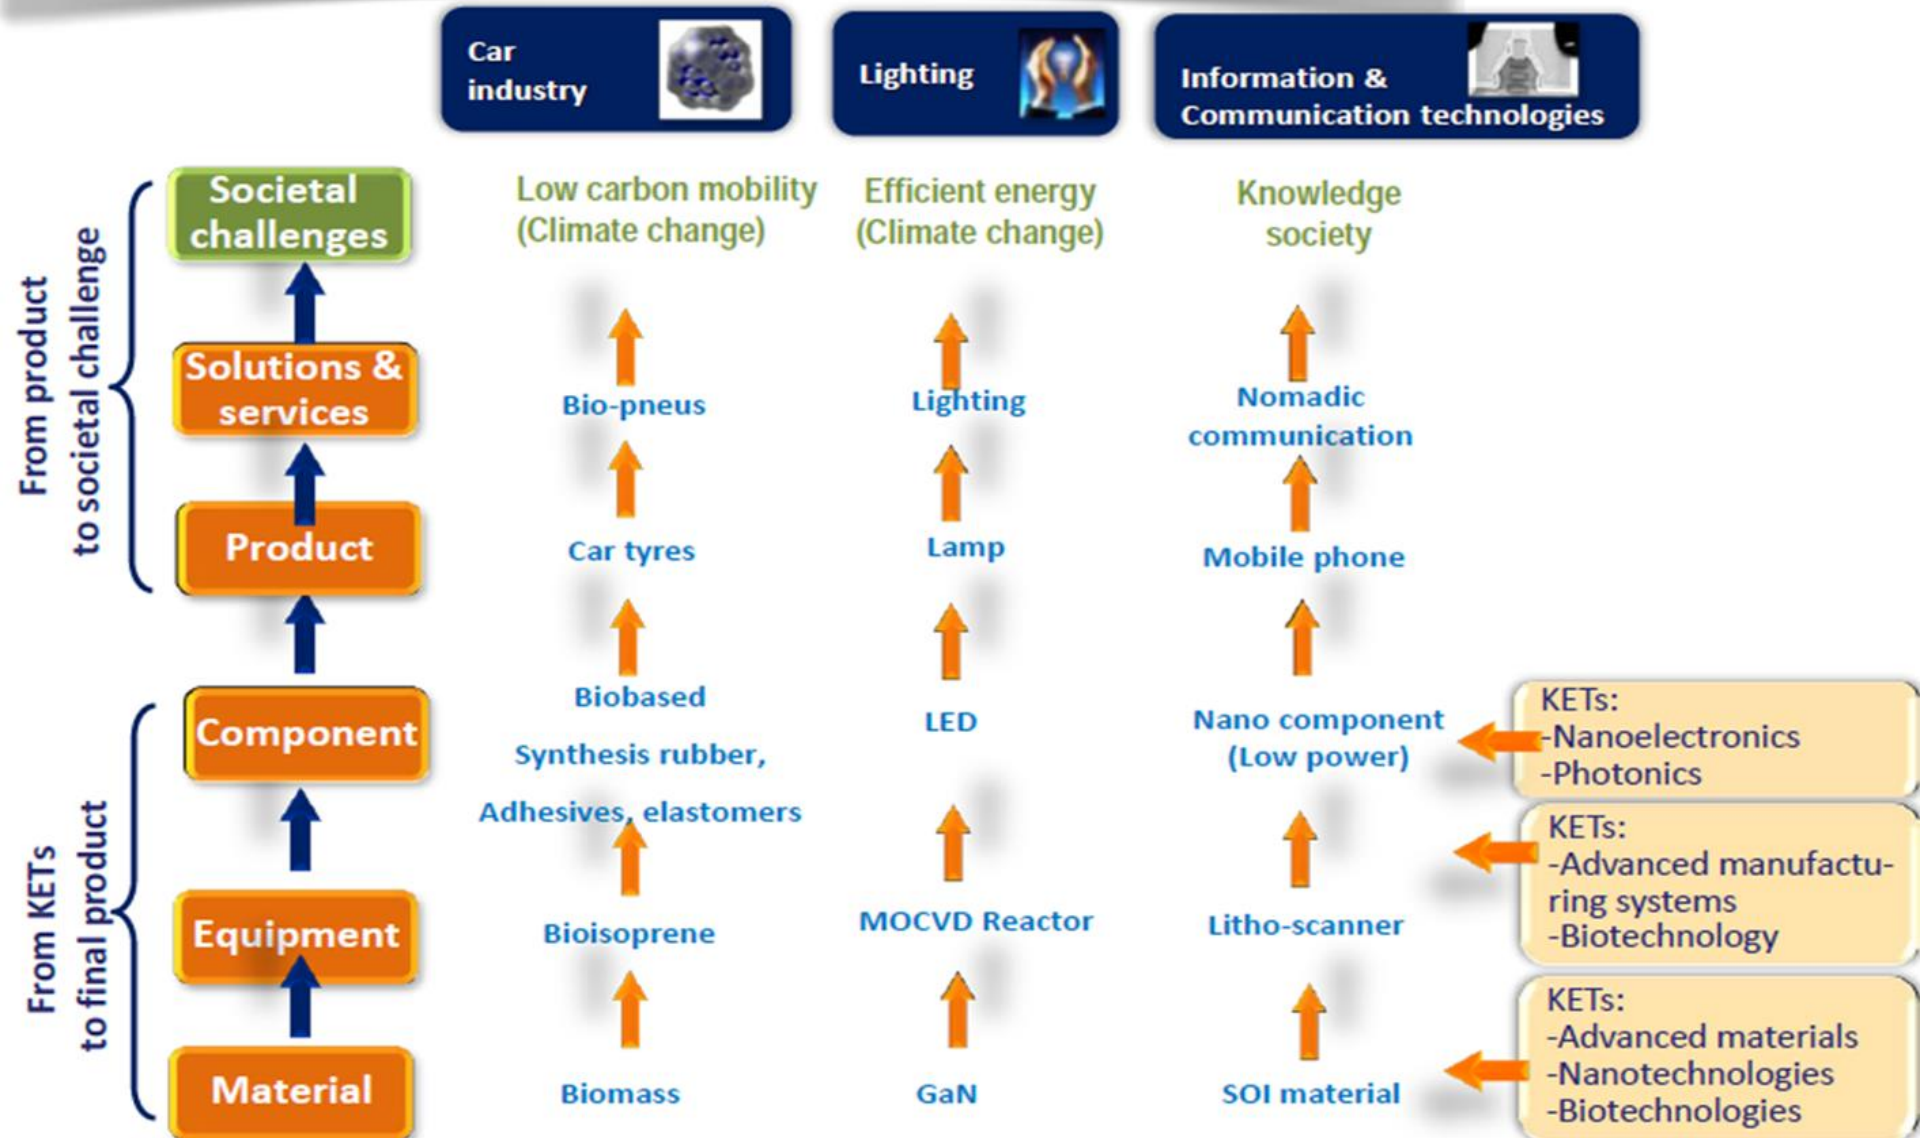 Car
industry
Lighting
Information &
Communication technologies
Societal
challenges
Low carbon mobility
(Climate change)
Efficient energy
(Climate change)
Knowledge
society
From product
to societal challenge
Solutions &
services
Bio-pneus
Lighting
Nomadic
communication
Product
Car tyres
Lamp
Mobile phone
From KETs
to final product
Component
Biobased
Synthesis rubber,
Adhesives, elastomers
LED
Nano component
(Low power)
KETs:
-Nanoelectronics
-Photonics
Equipment
Bioisoprene
MOCVD Reactor
Litho-scanner
KETs:
-Advanced manufactu-
ring systems
-Biotechnology
Material
Biomass
GaN
SOI material
KETs:
-Advanced materials
-Nanotechnologies
-Biotechnologies